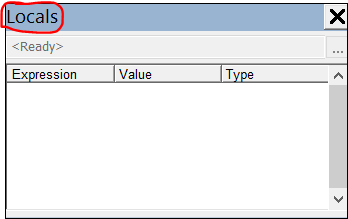 Locals
<Ready>
...
Expression Value Type